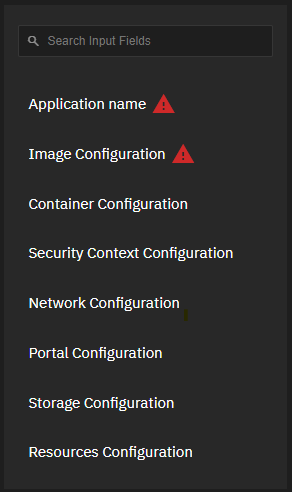 Search Input Fields
Application name
Image Configuration
Container Configuration
Security Context Configuration
Network Configuration
Portal Configuration
Storage Configuration
Resources Configuration